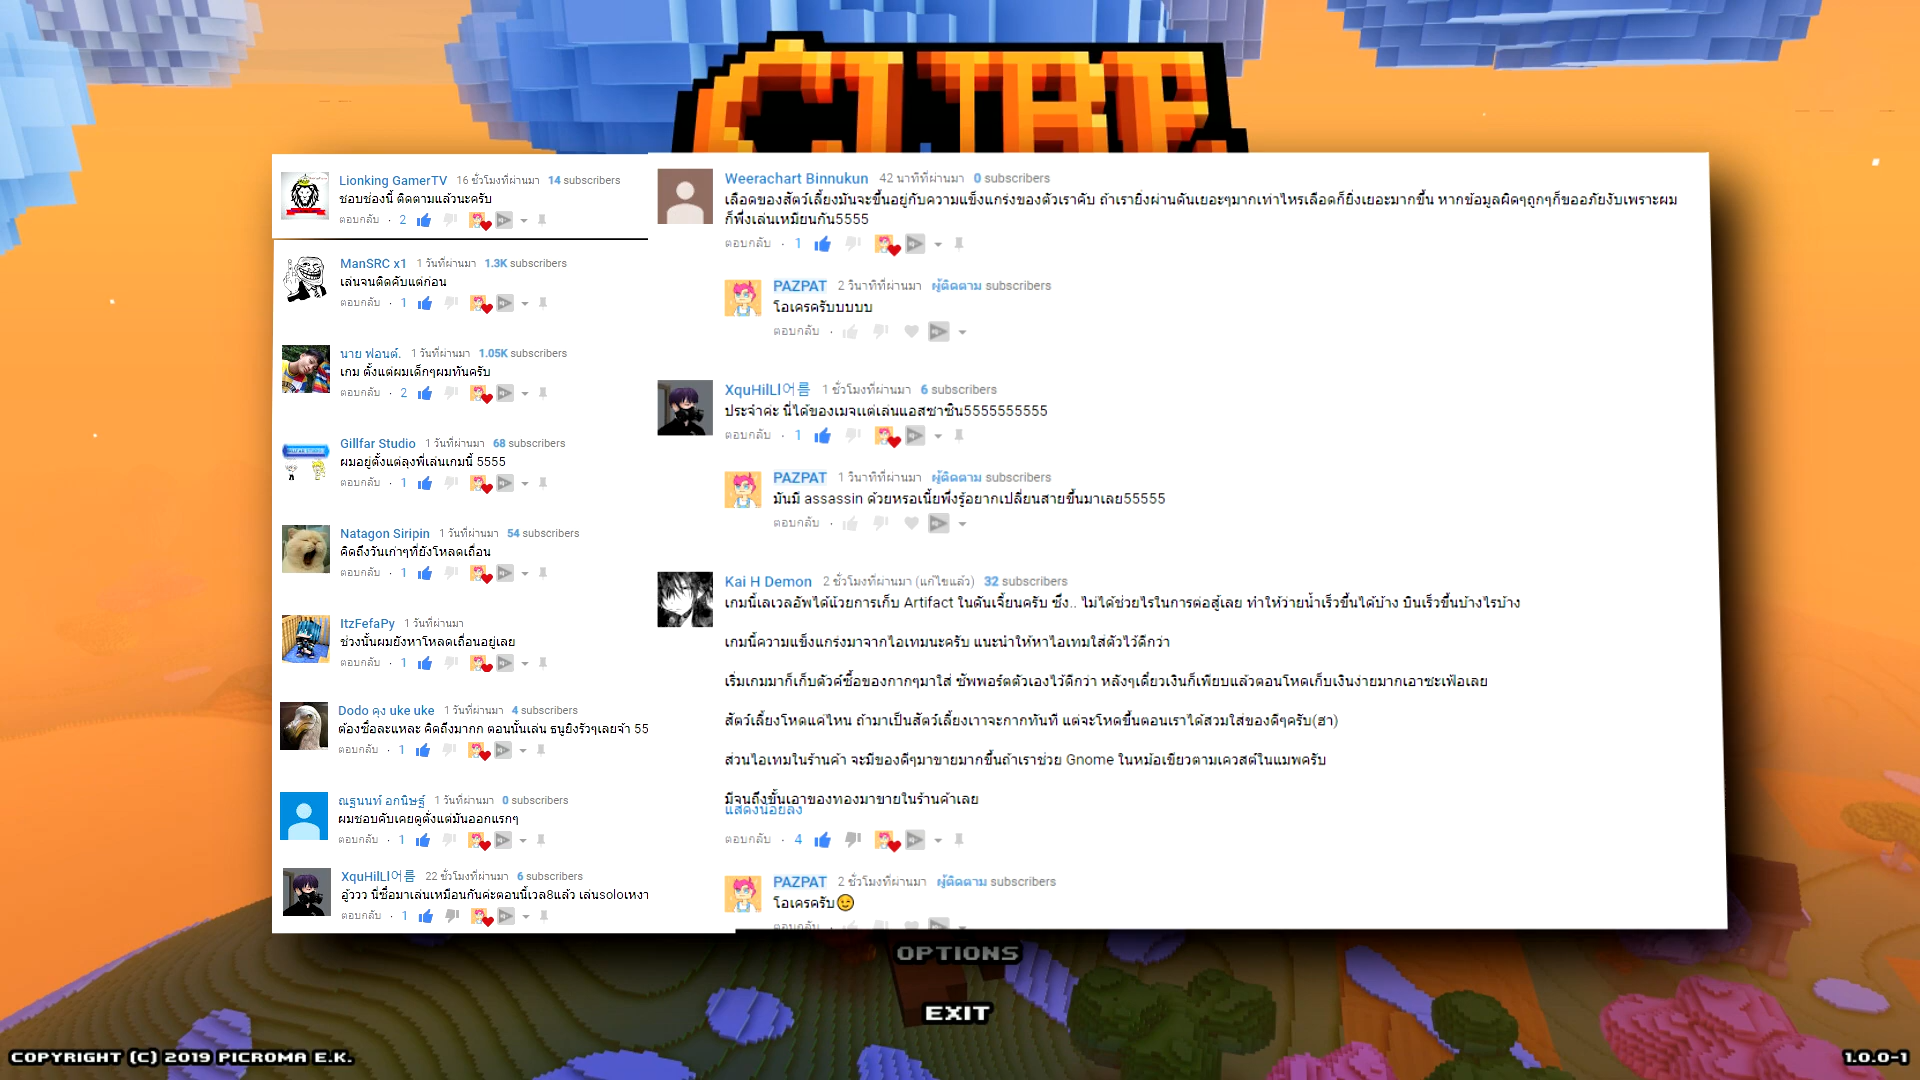 CUBE
Lionking GamerTV 16 ชั่วโมงที่ผ่านมา 14 subscribers
ชอบช่องนี้ ติดตามแล้วนะครับ
ตอบกลับ · 2
ManSRC x1 1 วันที่ผ่านมา 1.3K subscribers
เล่นจนติดคับแต่ก่อน
ตอบกลับ · 1
นาย ฟอนต์. 1 วันที่ผ่านมา 1.05K subscribers
เกม ตั้งแต่ผมเด็กๆผมทันครับ
ตอบกลับ · 2
Gillfar Studio 1 วันที่ผ่านมา 68 subscribers
ผมอยู่ตั้งแต่ลุงพี่เล่นเกมนี้ 5555
ตอบกลับ · 1
Natagon Siripin 1 วันที่ผ่านมา 54 subscribers
คิดถึงวันเก่าๆที่ยังโหลดเถื่อน
ตอบกลับ · 1
ItzFefaPy 1 วันที่ผ่านมา
ช่วงนั้นผมยังหาโหลดเถื่อนอยู่เลย
ตอบกลับ · 1
Dodo คุง uke uke 1 วันที่ผ่านมา 4 subscribers
ต้องซื้อละแหละ คิดถึงมากก ตอนนั้นเล่น ธนูยิงรัวๆเลยจ้า 55
ตอบกลับ · 1
ณฐนนท์ อกนิษฐ์ 1 วันที่ผ่านมา 0 subscribers
ผมชอบคับเคยดูตั่งแต่มันออกแรกๆ
ตอบกลับ · 1
XquHilLl어름 22 ชั่วโมงที่ผ่านมา 6 subscribers
อู้ววว นี่ซื้อมาเล่นเหมือนกันค่ะตอนนี้เวล8แล้ว เล่นsoloเหงา
ตอบกลับ · 1
Weerachart Binnukun 42 นาทีที่ผ่านมา 0 subscribers
เลือดของสัตว์เลี้ยงมันจะขึ้นอยู่กับความแข็งแกร่งของตัวเราคับ ถ้าเรายิ่งผ่านดันเยอะๆมากเท่าไหรเลือดก็ยิ่งเยอะมากขึ้น หากข้อมูลผิดๆถูกๆก็ขออภัยงับเพราะผม
ก็พึ่งเล่นเหมือนกัน5555
ตอบกลับ · 1
PAZPAT 2 วินาทีที่ผ่านมา ผู้ติดตาม subscribers
โอเครครับบบบบ
ตอบกลับ ·
XquHilLl어름 1 ชั่วโมงที่ผ่านมา 6 subscribers
ประจำค่ะ นี่ได้ของเมจแต่เล่นแอสซาซิน5555555555
ตอบกลับ · 1
PAZPAT 1 วินาทีที่ผ่านมา ผู้ติดตาม subscribers
มันมี assassin ด้วยหรอเนี้ยพึ่งรู้อยากเปลี่ยนสายขึ้นมาเลย55555
ตอบกลับ ·
Kai H Demon 2 ชั่วโมงที่ผ่านมา (แก้ไขแล้ว) 32 subscribers
เกมนี้เลเวลอัพได้แ้วยการเก็บ Artifact ในดันเจี้ยนครับ ซึ่ง.. ไม่ได้ช่วยไรในการต่อสู้เลย ทำให้ว่ายน้ำเร็วขึ้นได้บ้าง บินเร็วขึ้นบ้างไรบ้าง
เกมนี้ความแข็งแกร่งมาจากไอเทมนะครับ แนะนำให้หาไอเทมใส่ตัวไว้ดีกว่า
เริ่มเกมมาก็เก็บตังค์ซื้อของกากๆมาใส่ ซัพพอร์ตตัวเองไว้ดีกว่า หลังๆเดี๋ยวเงินก็เพียบแล้วตอนโหดเก็บเงินง่ายมากเอาซะเฟ้อเลย
สัตว์เลี้ยงโหดแค่ไหน ถ้ามาเป็นสัตว์เลี้ยงเาาจะกากทันที แต่จะโหดขึ้นตอนเราได้สวมใส่ของดีๆครับ(ฮา)
ส่วนไอเทมในร้านค้า จะมีของดีๆมาขายมากขึ้นถ้าเราช่วย Gnome ในหม้อเขียวตามเควสต์ในแมพครับ
มีจนถึงขั้นเอาของทองมาขายในร้านค้าเลย
แสดงน้อยลง
ตอบกลับ · 4
PAZPAT 2 ชั่วโมงที่ผ่านมา ผู้ติดตาม subscribers
โอเครครับ😉
ตอบกลับ ·
OPTIONS
EXIT
COPYRIGHT (C) 2019 PICROMA E.K.
1.0.0-1